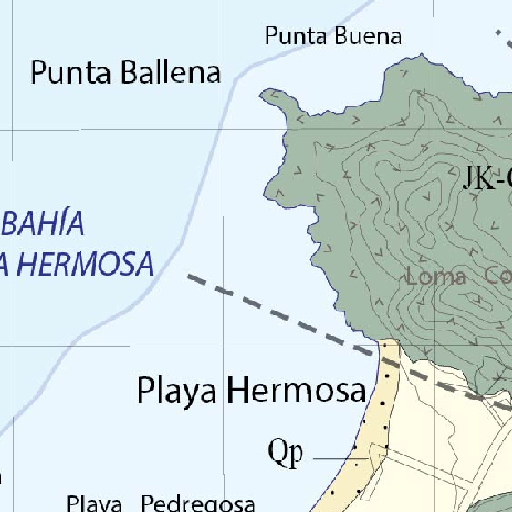 Punta Buena
Punta Ballena
JK-
BAHÍA
A HERMOSA
Loma Co
Playa Hermosa
Qp
Playa Pedregosa